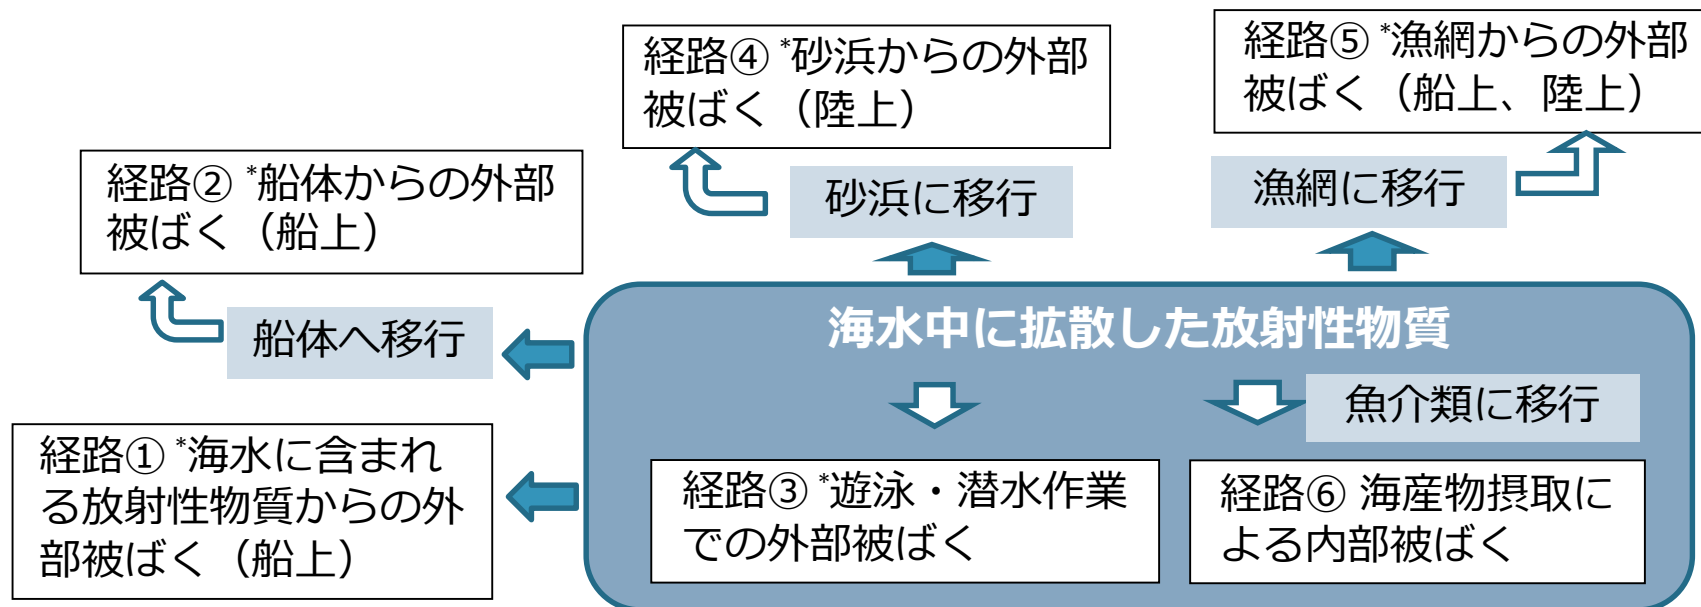 経路④ *砂浜からの外部
被ばく（陸上）
経路⑤ *漁網からの外部
被ばく（船上、陸上）
経路② *船体からの外部
被ばく（船上）
砂浜に移行
漁網に移行
船体へ移行
海水中に拡散した放射性物質
魚介類に移行
経路① *海水に含まれ
る放射性物質からの外
部被ばく（船上）
経路③ *遊泳・潜水作業
での外部被ばく
経路⑥ 海産物摂取に
よる内部被ばく